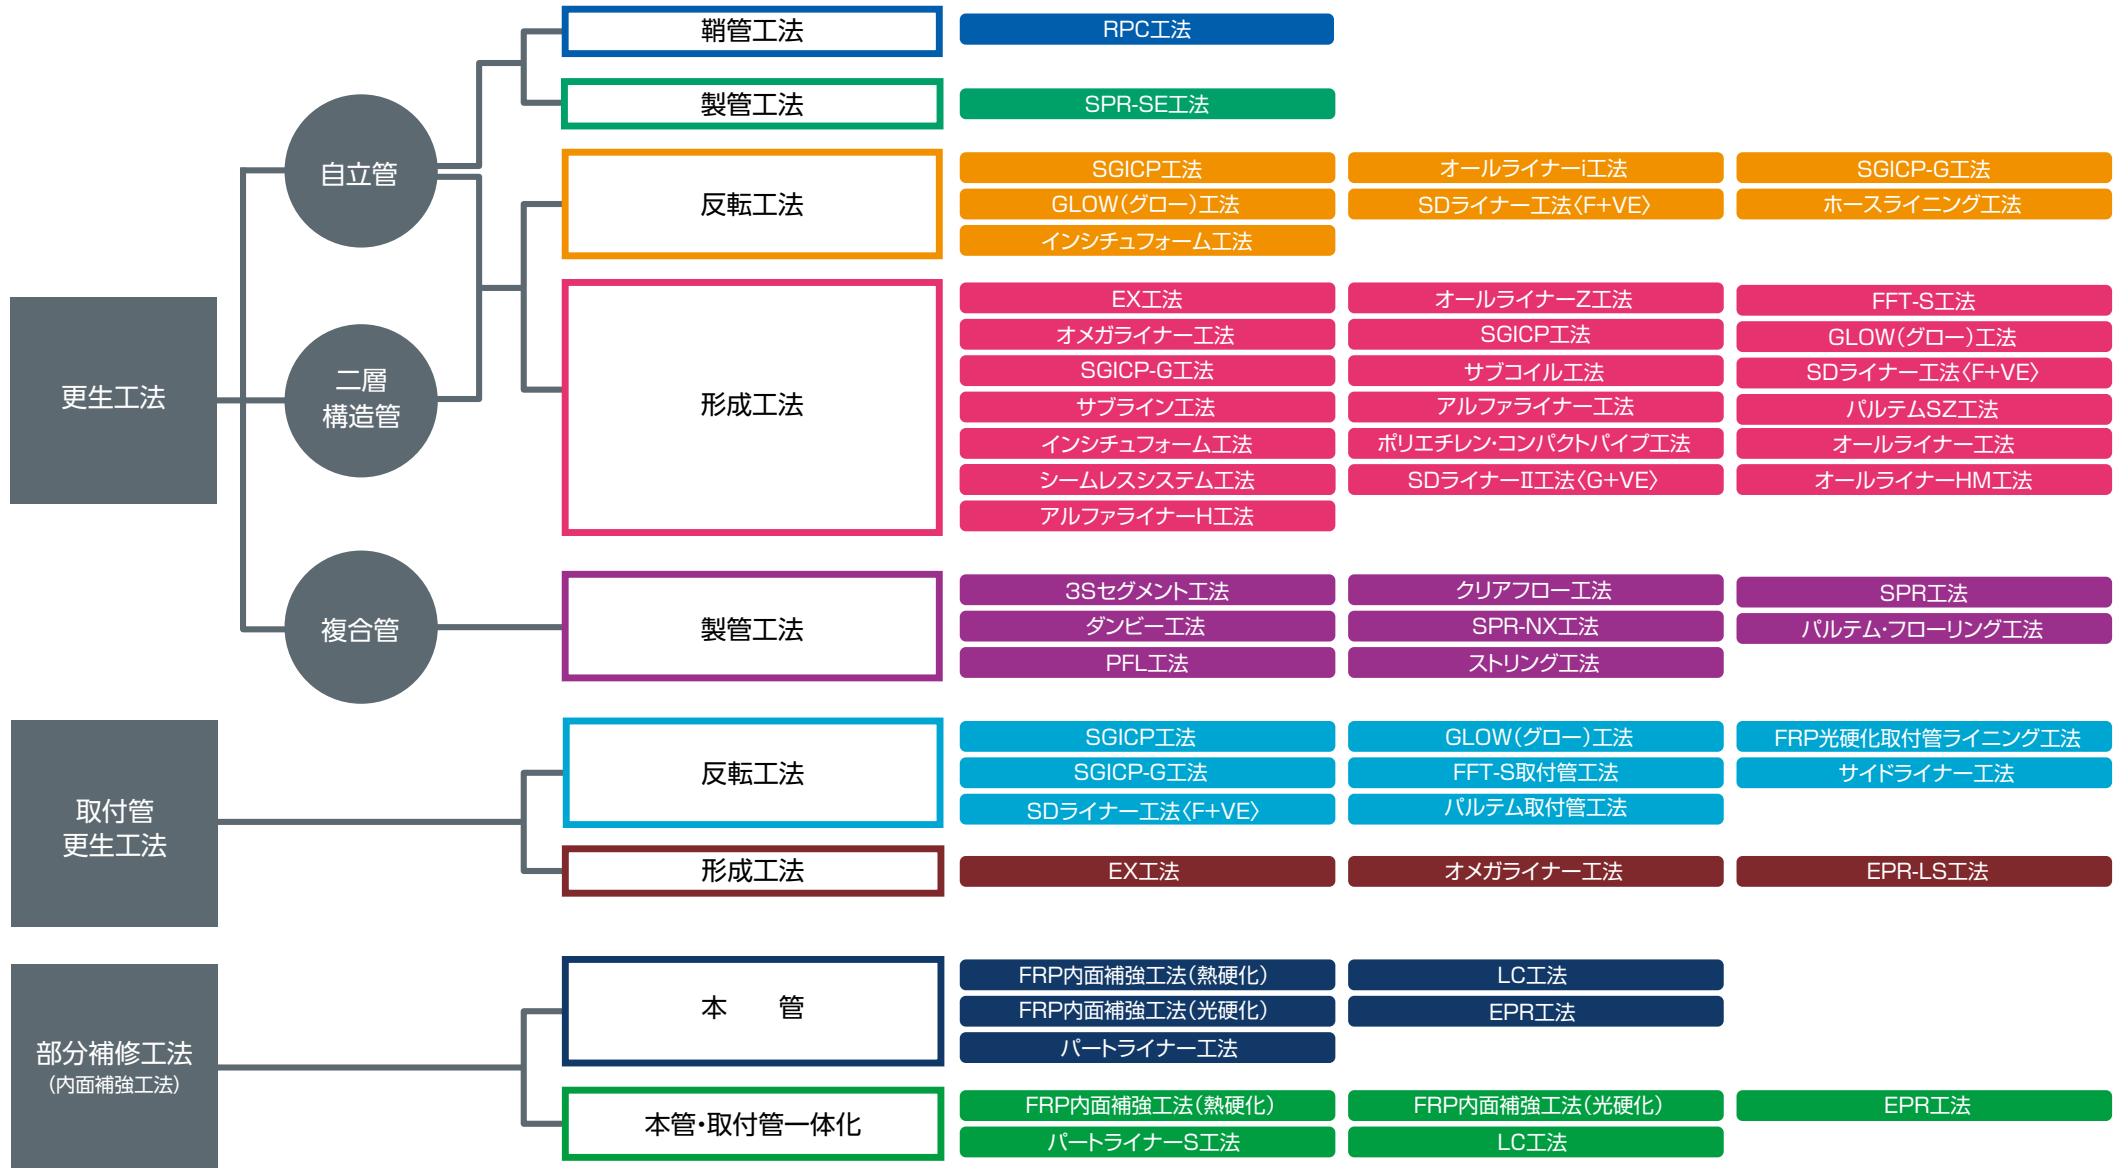 更生工法
自立管
鞘管工法
RPC工法
製管工法
SPR-SE工法
二層
構造管
反転工法
SGICP工法
オールライナーi工法
SGICP-G工法
GLOW(グロー)工法
SDライナー工法〈F+VE〉
ホースライニング工法
インシチュフォーム工法
形成工法
EX工法
オールライナーZ工法
FFT-S工法
オメガライナー工法
SGICP工法
GLOW(グロー)工法
SGICP-G工法
サブコイル工法
SDライナー工法〈F+VE〉
サブライン工法
アルファライナー工法
パルテムSZ工法
インシチュフォーム工法
ポリエチレン・コンパクトパイプ工法
オールライナー工法
シームレスシステム工法
SDライナーⅡ工法〈G+VE〉
オールライナーHM工法
アルファライナーH工法
複合管
製管工法
3Sセグメント工法
クリアフロー工法
SPR工法
ダンビー工法
SPR-NX工法
パルテム・フローリング工法
PFL工法
ストリング工法
取付管
更生工法
反転工法
SGICP工法
GLOW(グロー)工法
FRP光硬化取付管ライニング工法
SGICP-G工法
FFT-S取付管工法
サイドライナー工法
SDライナー工法〈F+VE〉
パルテム取付管工法
形成工法
EX工法
オメガライナー工法
EPR-LS工法
部分補修工法
(内面補強工法)
本　管
FRP内面補強工法(熱硬化)
LC工法
FRP内面補強工法(光硬化)
EPR工法
パートライナー工法
本管・取付管一体化
FRP内面補強工法(熱硬化)
FRP内面補強工法(光硬化)
EPR工法
パートライナーS工法
LC工法